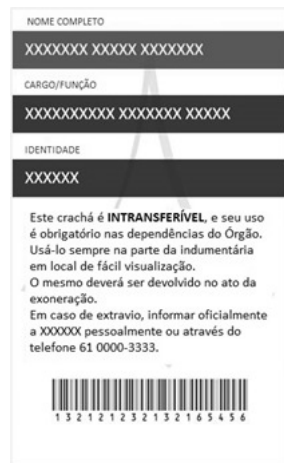 NOME COMPLETO
XXXXXXX XXXXX XXXXXXX
CARGO/FUNÇÃO
XXXXXXXXXX XXXXXXX XXXXX
IDENTIDADE
XXXXXX
Este crachá é INTRANSFERÍVEL, e seu uso
é obrigatório nas dependências do Órgão.
Usá-lo sempre na parte da indumentária
em local de fácil visualização.
O mesmo deverá ser devolvido no ato da
exoneração.
Em caso de extravio, informar oficialmente
a XXXXXX pessoalmente ou através do
telefone 61 0000-3333.
1 3 2 1 2 1 2 3 2 1 3 2 1 6 5 4 5 6